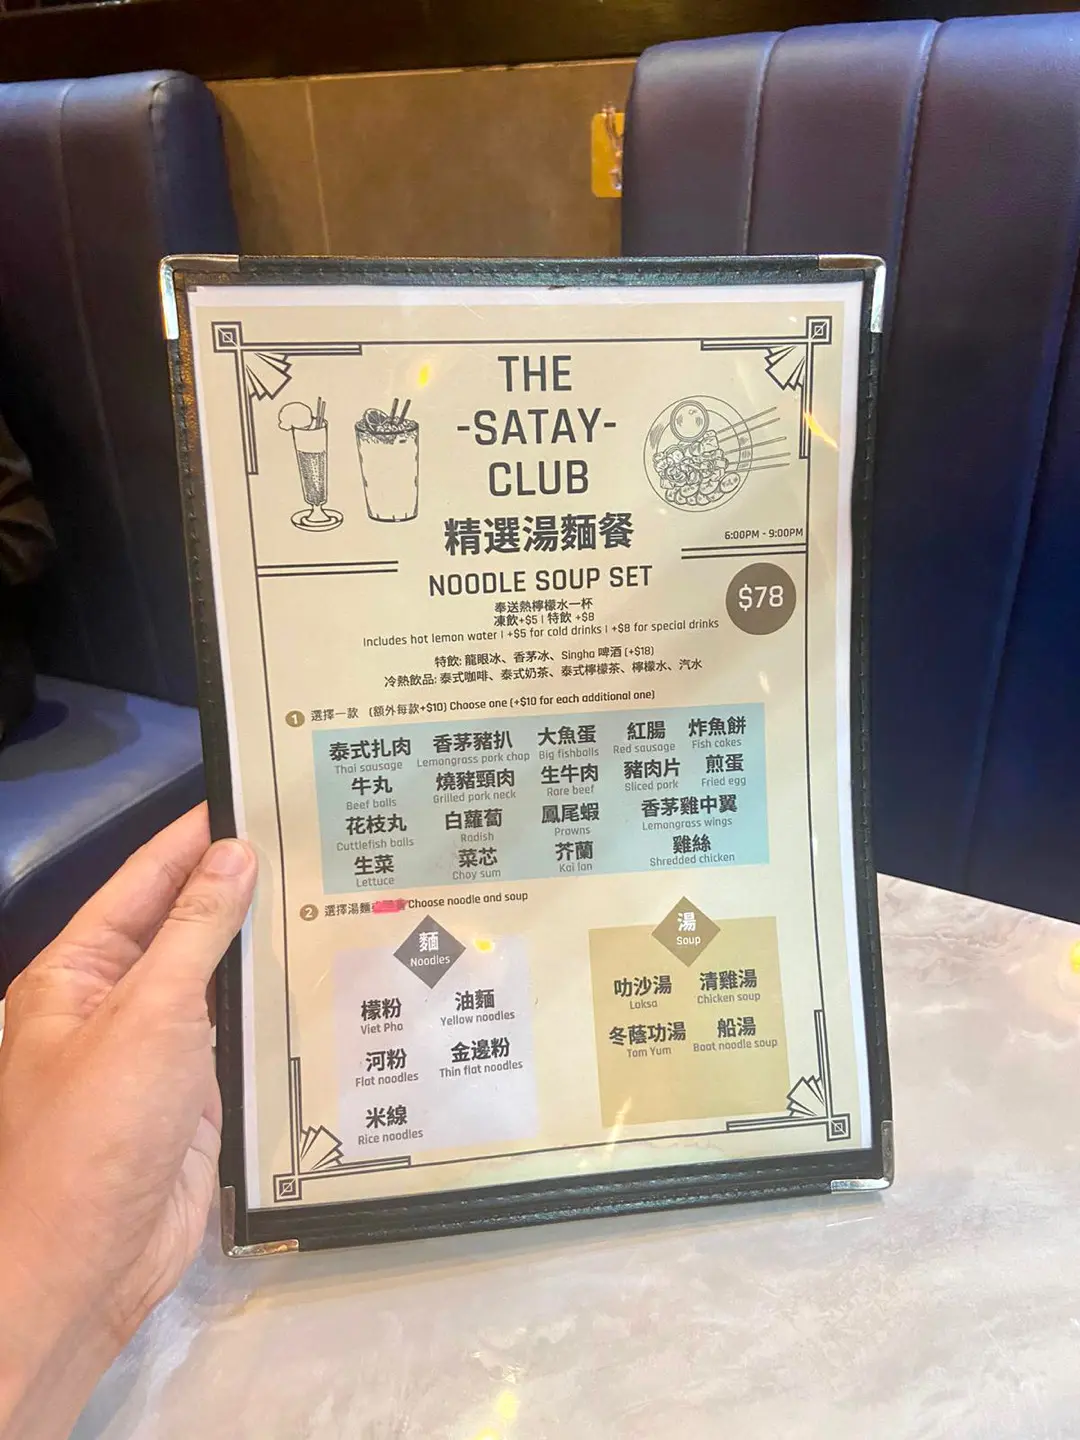 THE
-SATAY-
CLUB
精選湯麵餐
6:00PM - 9:00PM
NOODLE SOUP SET
$78
奉送熱檸檬水一杯
凍飲+$5 | 特飲 +$8
Includes hot lemon water | +$5 for cold drinks | +$8 for special drinks
特飲: 龍眼冰、香茅冰、Singha 啤酒 (+$18)
冷熱飲品: 泰式咖啡、泰式奶茶、泰式檸檬茶、檸檬水、汽水
1 選擇一款 (額外每款+$10) Choose one (+$10 for each additional one)
泰式扎肉 香茅豬扒 大魚蛋 紅腸 炸魚餅
Thai sausage Lemongrass pork chop Big fishballs Red sausage Fish cakes
牛丸 燒豬頸肉 生牛肉 豬肉片 煎蛋
Beef balls Grilled pork neck Rare beef Sliced pork Fried egg
花枝丸 白蘿蔔 鳳尾蝦 香茅雞中翼
Cuttlefish balls Radish Prawns Lemongrass wings
生菜 菜芯 芥蘭 雞絲
Lettuce Choy sum Kai lan Shredded chicken
2 選擇湯麵 Choose noodle and soup
麵
Noodles
檬粉 油麵
Viet Pho Yellow noodles
河粉 金邊粉
Flat noodles Thin flat noodles
米線
Rice noodles
湯
Soup
叻沙湯 清雞湯
Laksa Chicken soup
冬蔭功湯 船湯
Tom Yum Boat noodle soup